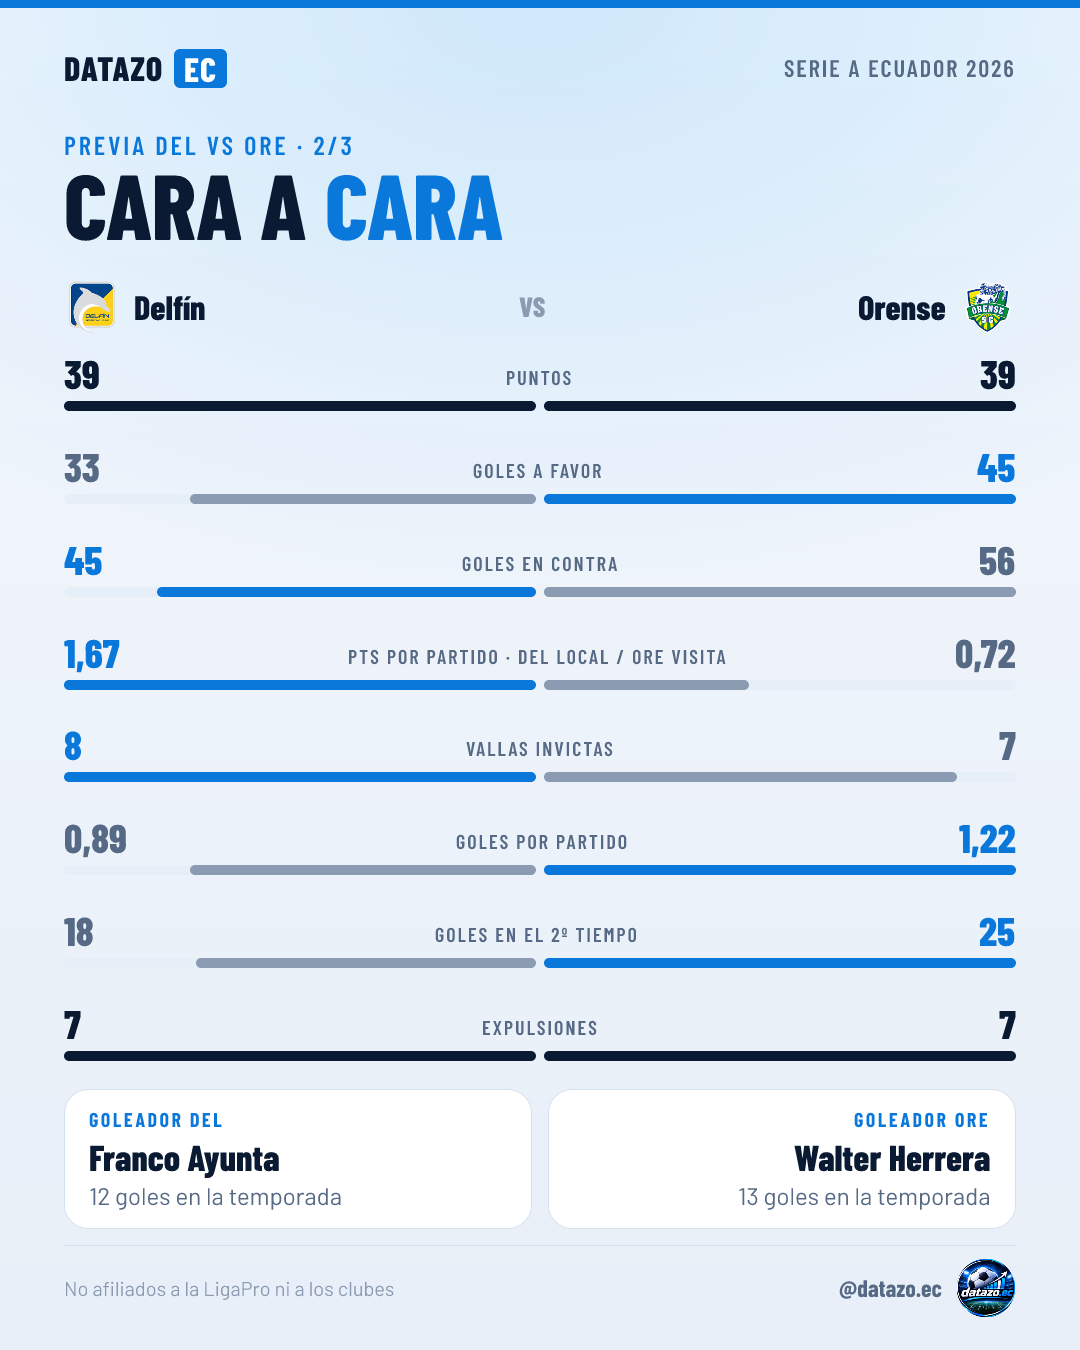 DATAZO EC
SERIE A ECUADOR 2026
PREVIA DEL VS ORE · 2/3
CARA A CARA
DELFÍN
Delfín VS Orense
ORENSE
S C
39 PUNTOS 39
33 GOLES A FAVOR 45
45 GOLES EN CONTRA 56
1,67 PTS POR PARTIDO · DEL LOCAL / ORE VISITA 0,72
8 VALLAS INVICTAS 7
0,89 GOLES POR PARTIDO 1,22
18 GOLES EN EL 2º TIEMPO 25
7 EXPULSIONES 7
GOLEADOR DEL
Franco Ayunta
12 goles en la temporada
GOLEADOR ORE
Walter Herrera
13 goles en la temporada
No afiliados a la LigaPro ni a los clubes
@datazo.ec
datazo.ec